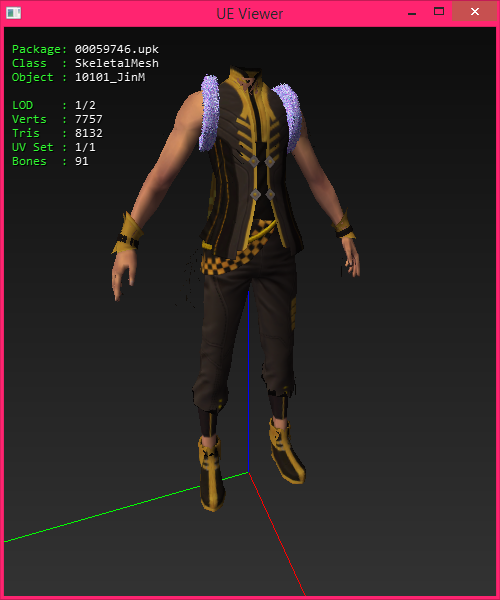 UE Viewer
Package: 00059746.upk
Class : SkeletalMesh
Object : 10101_JinM
LOD : 1/2
Verts : 7757
Tris : 8132
UV Set : 1/1
Bones : 91